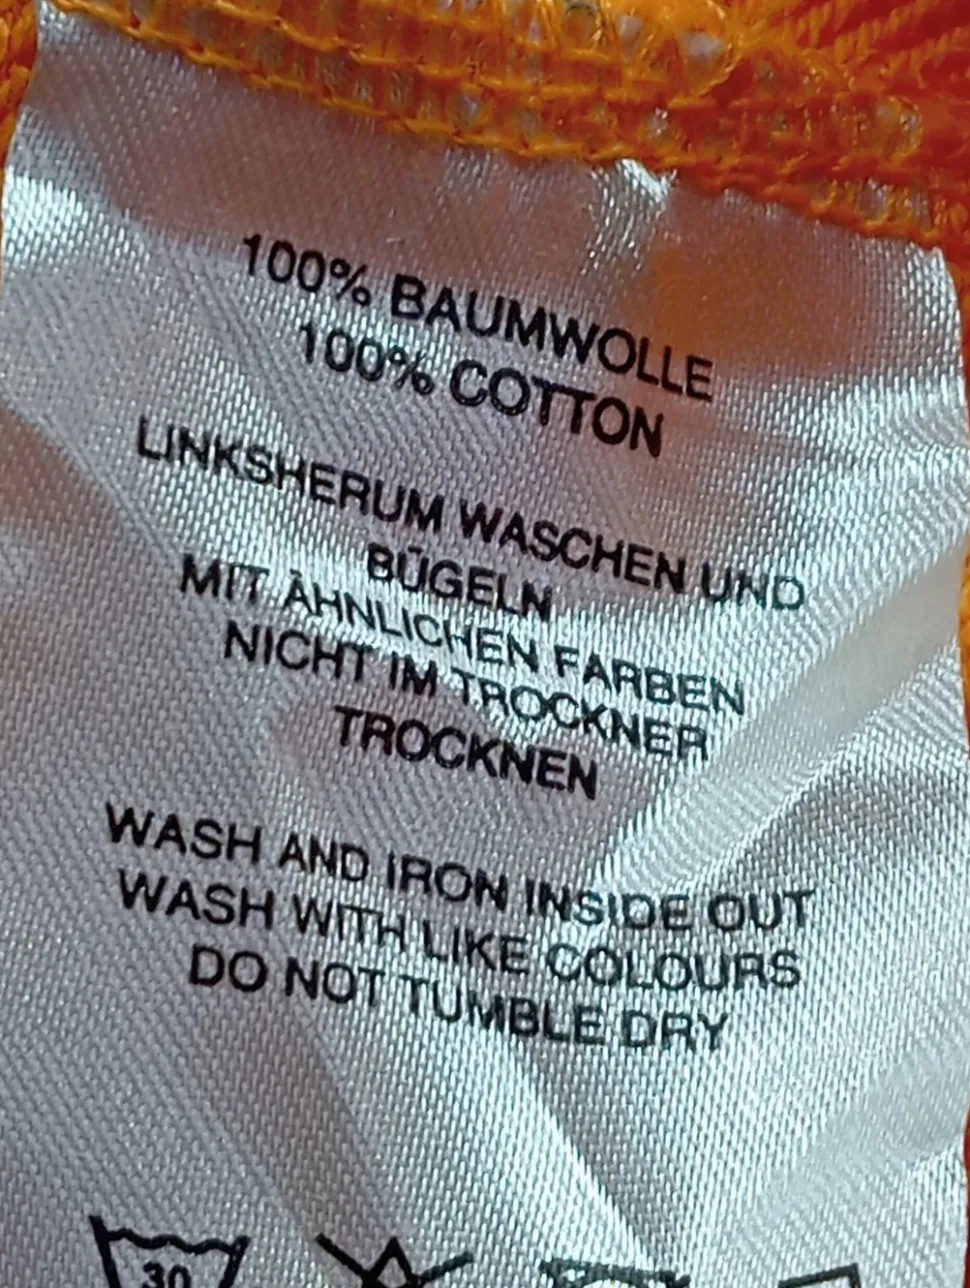 100% BAUMWOLLE
100% COTTON
LINKSHERUM WASCHEN UND
BÜGELN
MIT ÄHNLICHEN FARBEN
NICHT IM TROCKNER
TROCKNEN
WASH AND IRON INSIDE OUT
WASH WITH LIKE COLOURS
DO NOT TUMBLE DRY
30